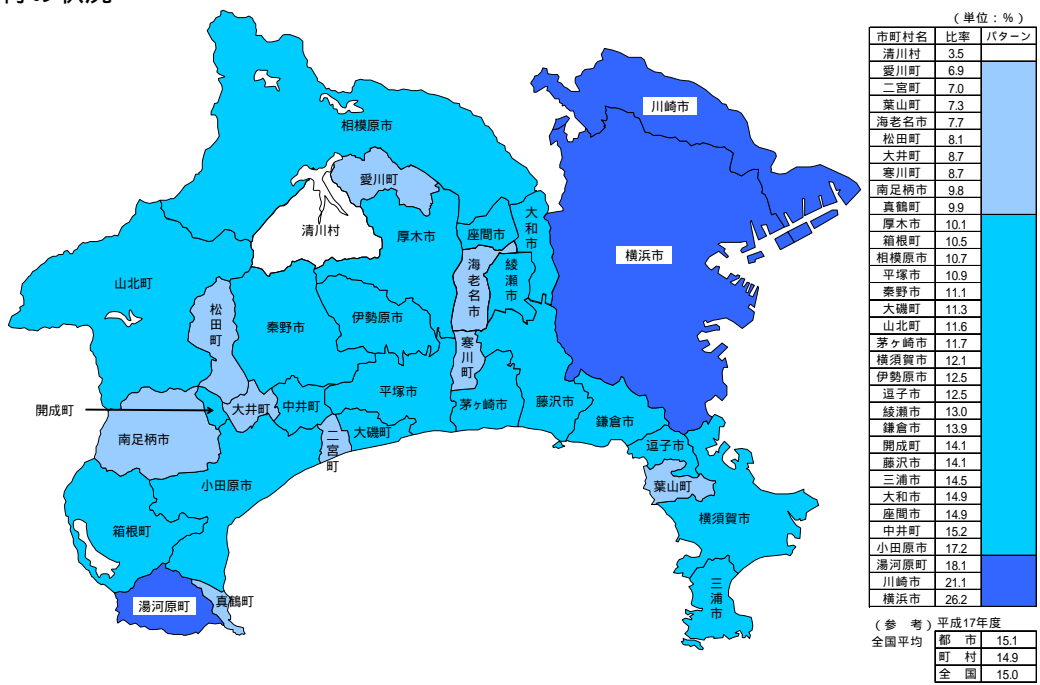 (単位：%)
市町村名 比率 パターン
清川村 3.5
愛川町 6.9
二宮町 7.0
葉山町 7.3
海老名市 7.7
松田町 8.1
大井町 8.7
寒川町 8.7
南足柄市 9.8
真鶴町 9.9
厚木市 10.1
箱根町 10.5
相模原市 10.7
平塚市 10.9
秦野市 11.1
大磯町 11.3
山北町 11.6
茅ヶ崎市 11.7
横須賀市 12.1
伊勢原市 12.5
逗子市 12.5
綾瀬市 13.0
鎌倉市 13.9
開成町 14.1
藤沢市 14.1
三浦市 14.5
大和市 14.9
座間市 14.9
中井町 15.2
小田原市 17.2
湯河原町 18.1
川崎市 21.1
横浜市 26.2
(参 考) 平成17年度
全国平均 都 市 15.1
町 村 14.9
全 国 15.0
川崎市
相模原市
愛川町
清川村
厚木市
座間市
大和市
横浜市
海老名市
綾瀬市
山北町
松田町
秦野市
伊勢原市
寒川町
開成町
大井町
中井町
平塚市
茅ヶ崎市
藤沢市
鎌倉市
南足柄市
二宮町
大磯町
逗子市
小田原市
葉山町
箱根町
横須賀市
湯河原町
真鶴町
三浦市